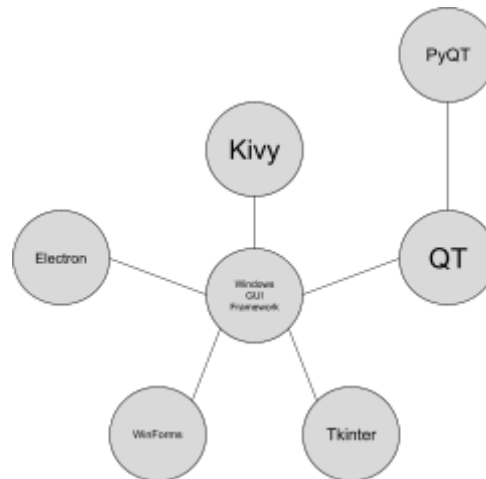 PyQT
Kivy
Electron
QT
Windows
GUI
Framework
WinForms
Tkinter